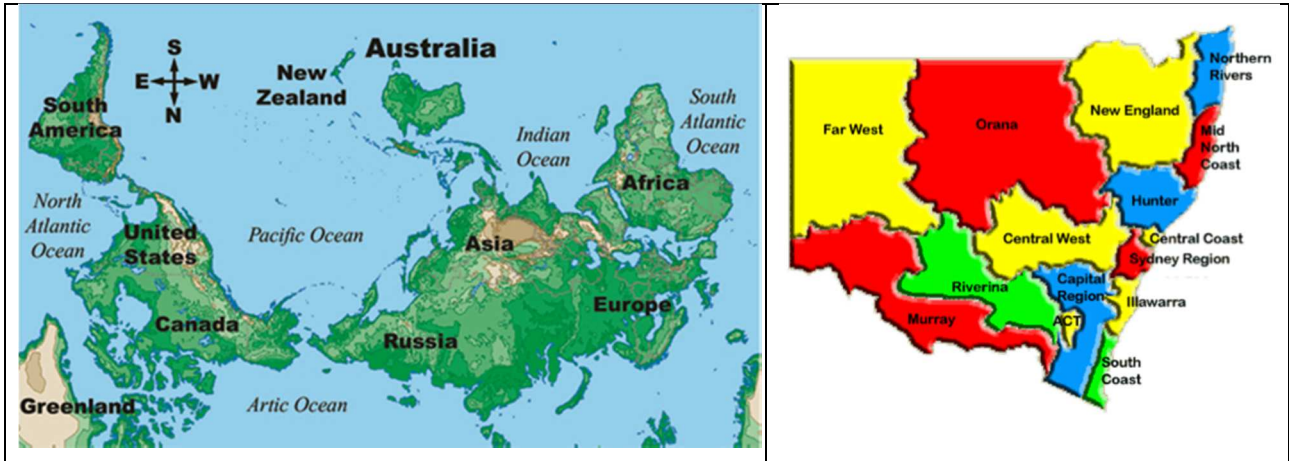 Australia
S
E W
N
New
Zealand
South
America
South
Atlantic
Ocean
Indian
Ocean
Africa
North
Atlantic
Ocean
United
States
Pacific Ocean
Asia
Europe
Canada
Russia
Greenland
Artic Ocean
Northern
Rivers
New England
Far West
Orana
Mid
North
Coast
Hunter
Central West
Central Coast
Sydney Region
Capital
Region
Riverina
Illawarra
ACT
Murray
South
Coast